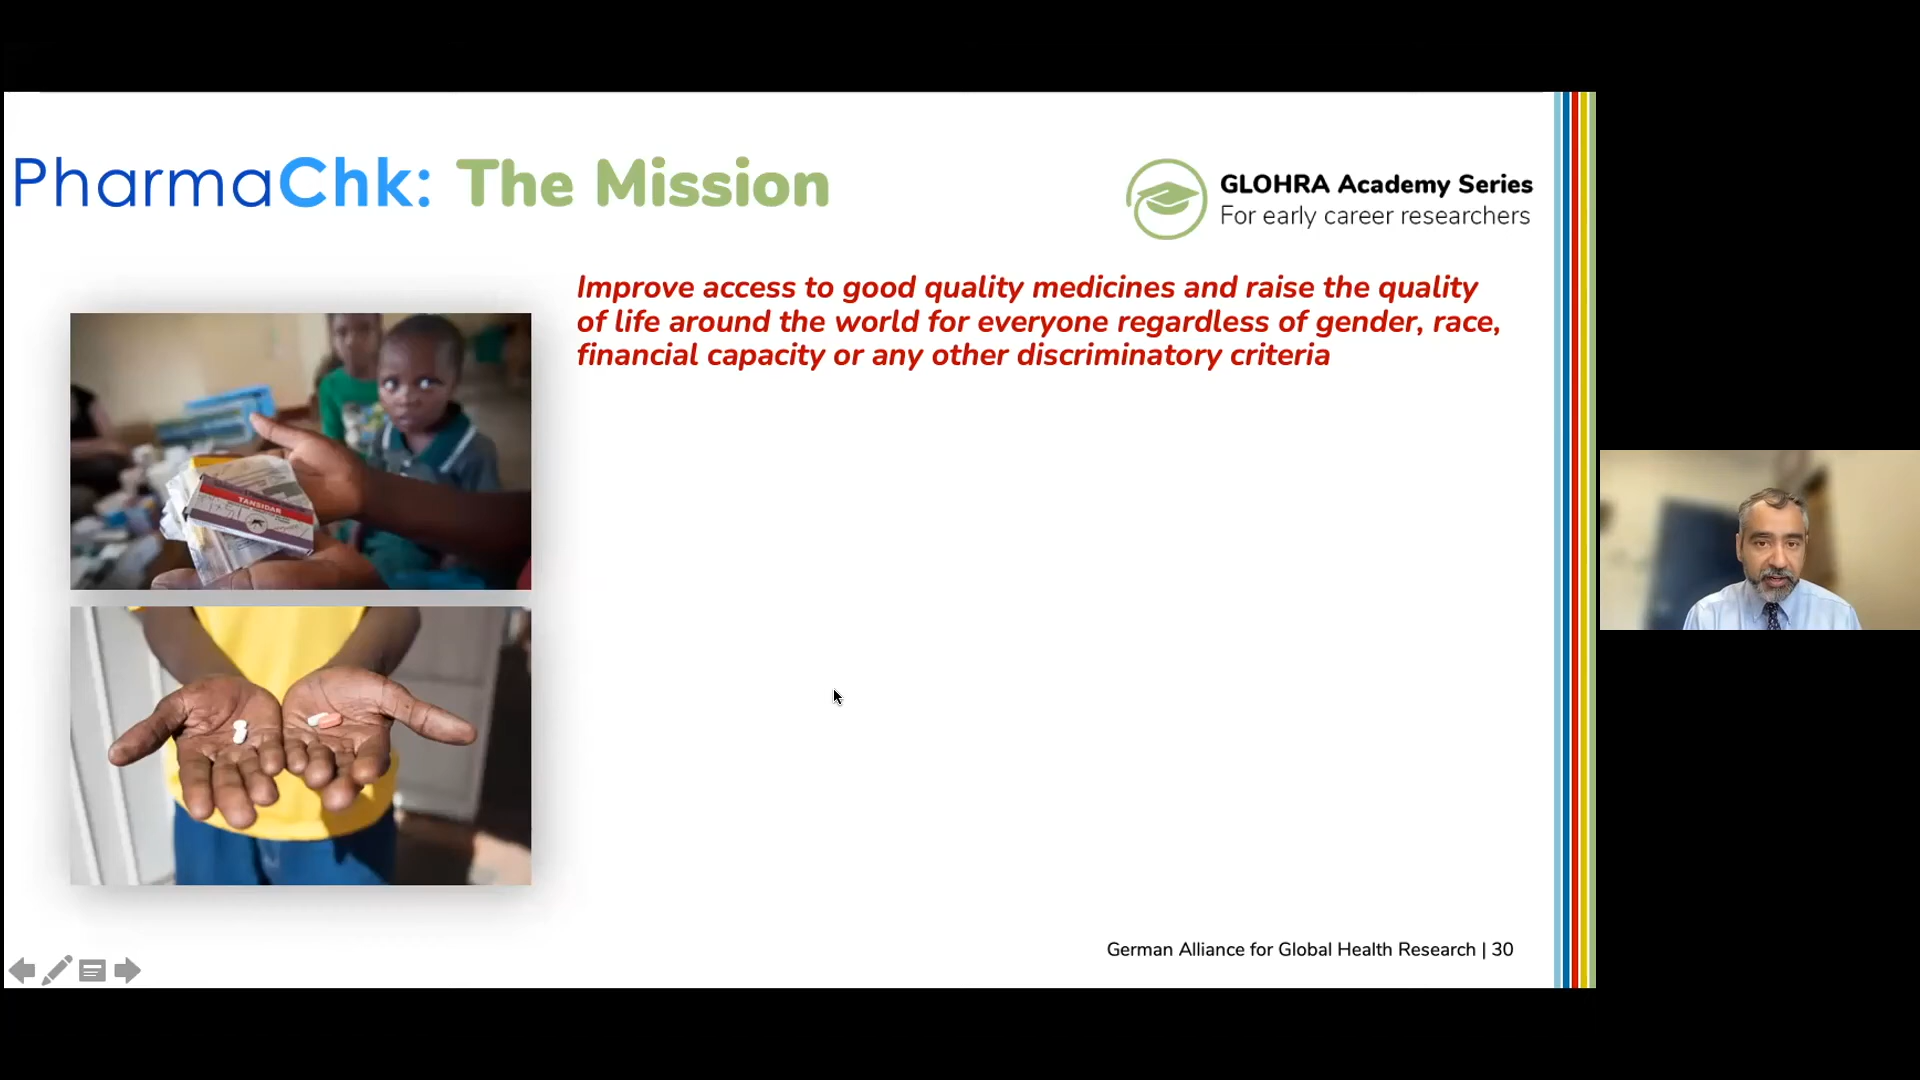 PharmaChk: The Mission
GLOHRA Academy Series
For early career researchers
Improve access to good quality medicines and raise the quality
of life around the world for everyone regardless of gender, race,
financial capacity or any other discriminatory criteria
TANSIDAR
German Alliance for Global Health Research | 30